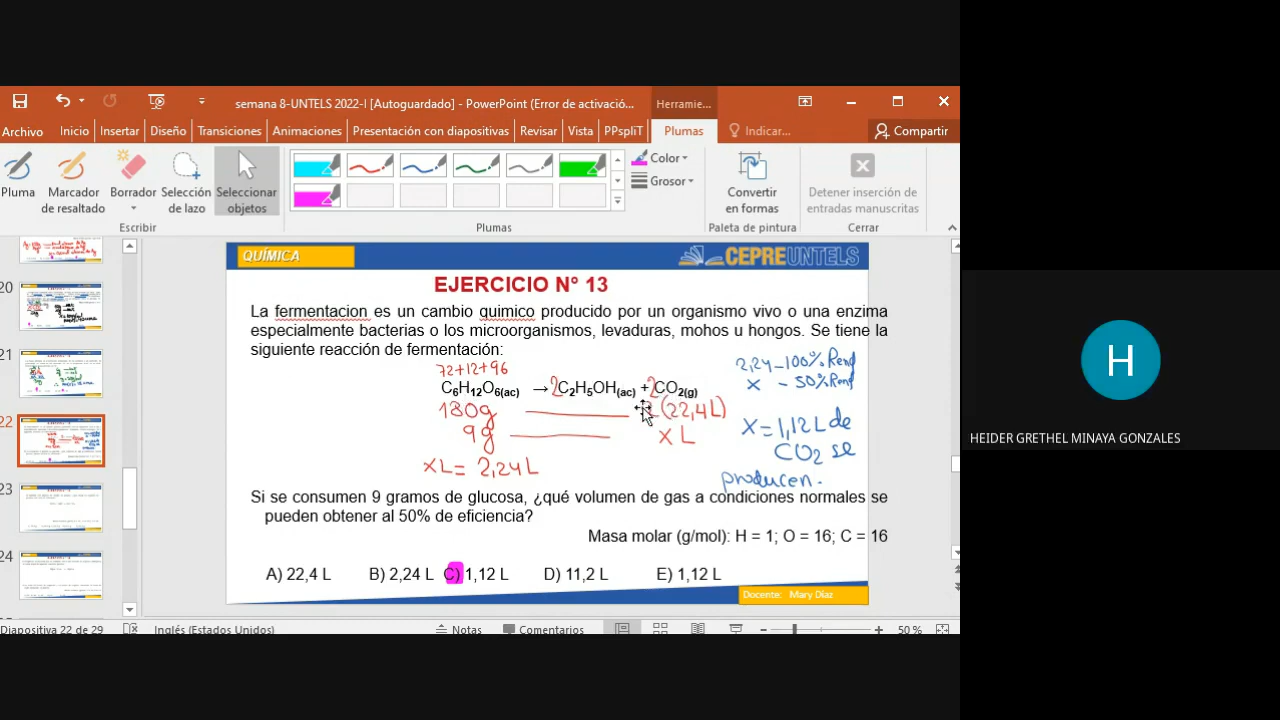 semana 8-UNTELS 2022-I [Autoguardado] - PowerPoint (Error de activació...
Herramie...
Archivo Inicio Insertar Diseño Transiciones Animaciones Presentación con diapositivas Revisar Vista PPspliT Plumas Indicar... Compartir
Pluma
Marcador de resaltado
Borrador
Selección de lazo
Seleccionar objetos
Color
Grosor
Convertir en formas
Detener inserción de entradas manuscritas
Escribir
Plumas
Paleta de pintura
Cerrar
20
21
22
23
24
QUÍMICA
CEPREUNTELS
EJERCICIO N° 13
La fermentacion es un cambio quimico producido por un organismo vivo o una enzima
especialmente bacterias o los microorganismos, levaduras, mohos u hongos. Se tiene la
siguiente reacción de fermentación:
72+12+96
C6H12O6(ac) → 2C2H5OH(ac) + 2CO2(g)
180g (22,4L)
9g x L
xL = 2,24L
2,24 - 100% Rend
x - 50% Rend
x = 1,12 L de
CO2 se
producen.
Si se consumen 9 gramos de glucosa, ¿qué volumen de gas a condiciones normales se
pueden obtener al 50% de eficiencia?
Masa molar (g/mol): H = 1; O = 16; C = 16
A) 22,4 L B) 2,24 L C) 1,12 L D) 11,2 L E) 1,12 L
Docente: Mary Díaz
Diapositiva 22 de 29 Inglés (Estados Unidos) Notas Comentarios 50 %
H
HEIDER GRETHEL MINAYA GONZALES